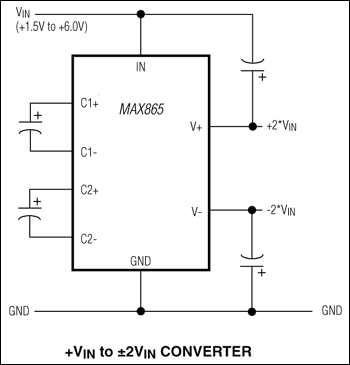 VIN
(+1.5V to +6.0V)
IN
+
C1+
MAX865
+
V+
+2*VIN
C1-
+
C2+
V-
-2*VIN
C2-
GND
+
GND
GND
+VIN to ±2VIN CONVERTER